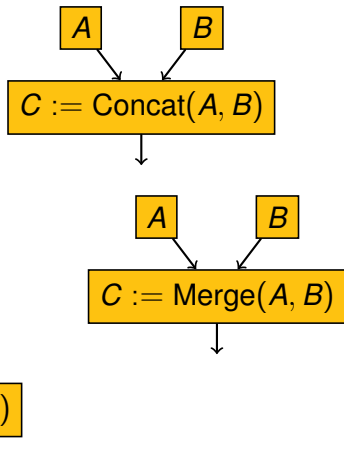 A B
C := Concat(A, B)
A B
C := Merge(A, B)
)